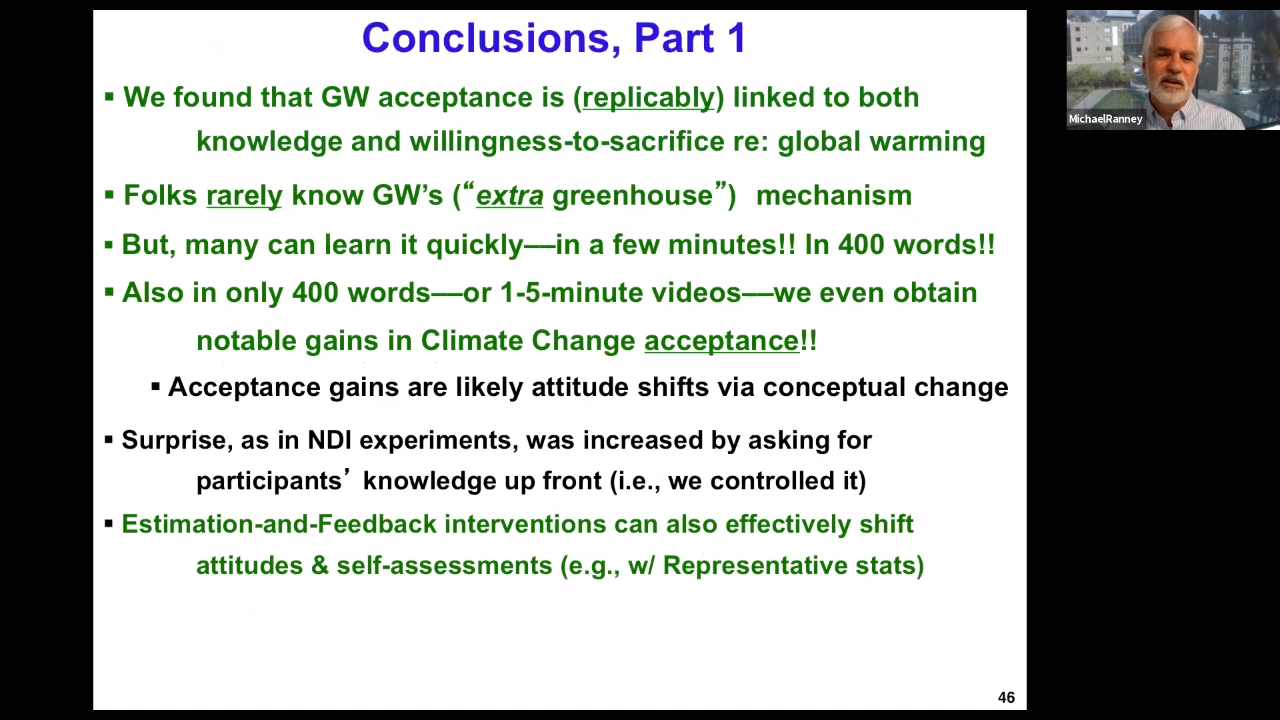 Conclusions, Part 1
▪ We found that GW acceptance is (replicably) linked to both
knowledge and willingness-to-sacrifice re: global warming
▪ Folks rarely know GW’s (“extra greenhouse”) mechanism
▪ But, many can learn it quickly––in a few minutes!! In 400 words!!
▪ Also in only 400 words––or 1-5-minute videos––we even obtain
notable gains in Climate Change acceptance!!
▪ Acceptance gains are likely attitude shifts via conceptual change
▪ Surprise, as in NDI experiments, was increased by asking for
participants’ knowledge up front (i.e., we controlled it)
▪ Estimation-and-Feedback interventions can also effectively shift
attitudes & self-assessments (e.g., w/ Representative stats)
46
MichaelRanney